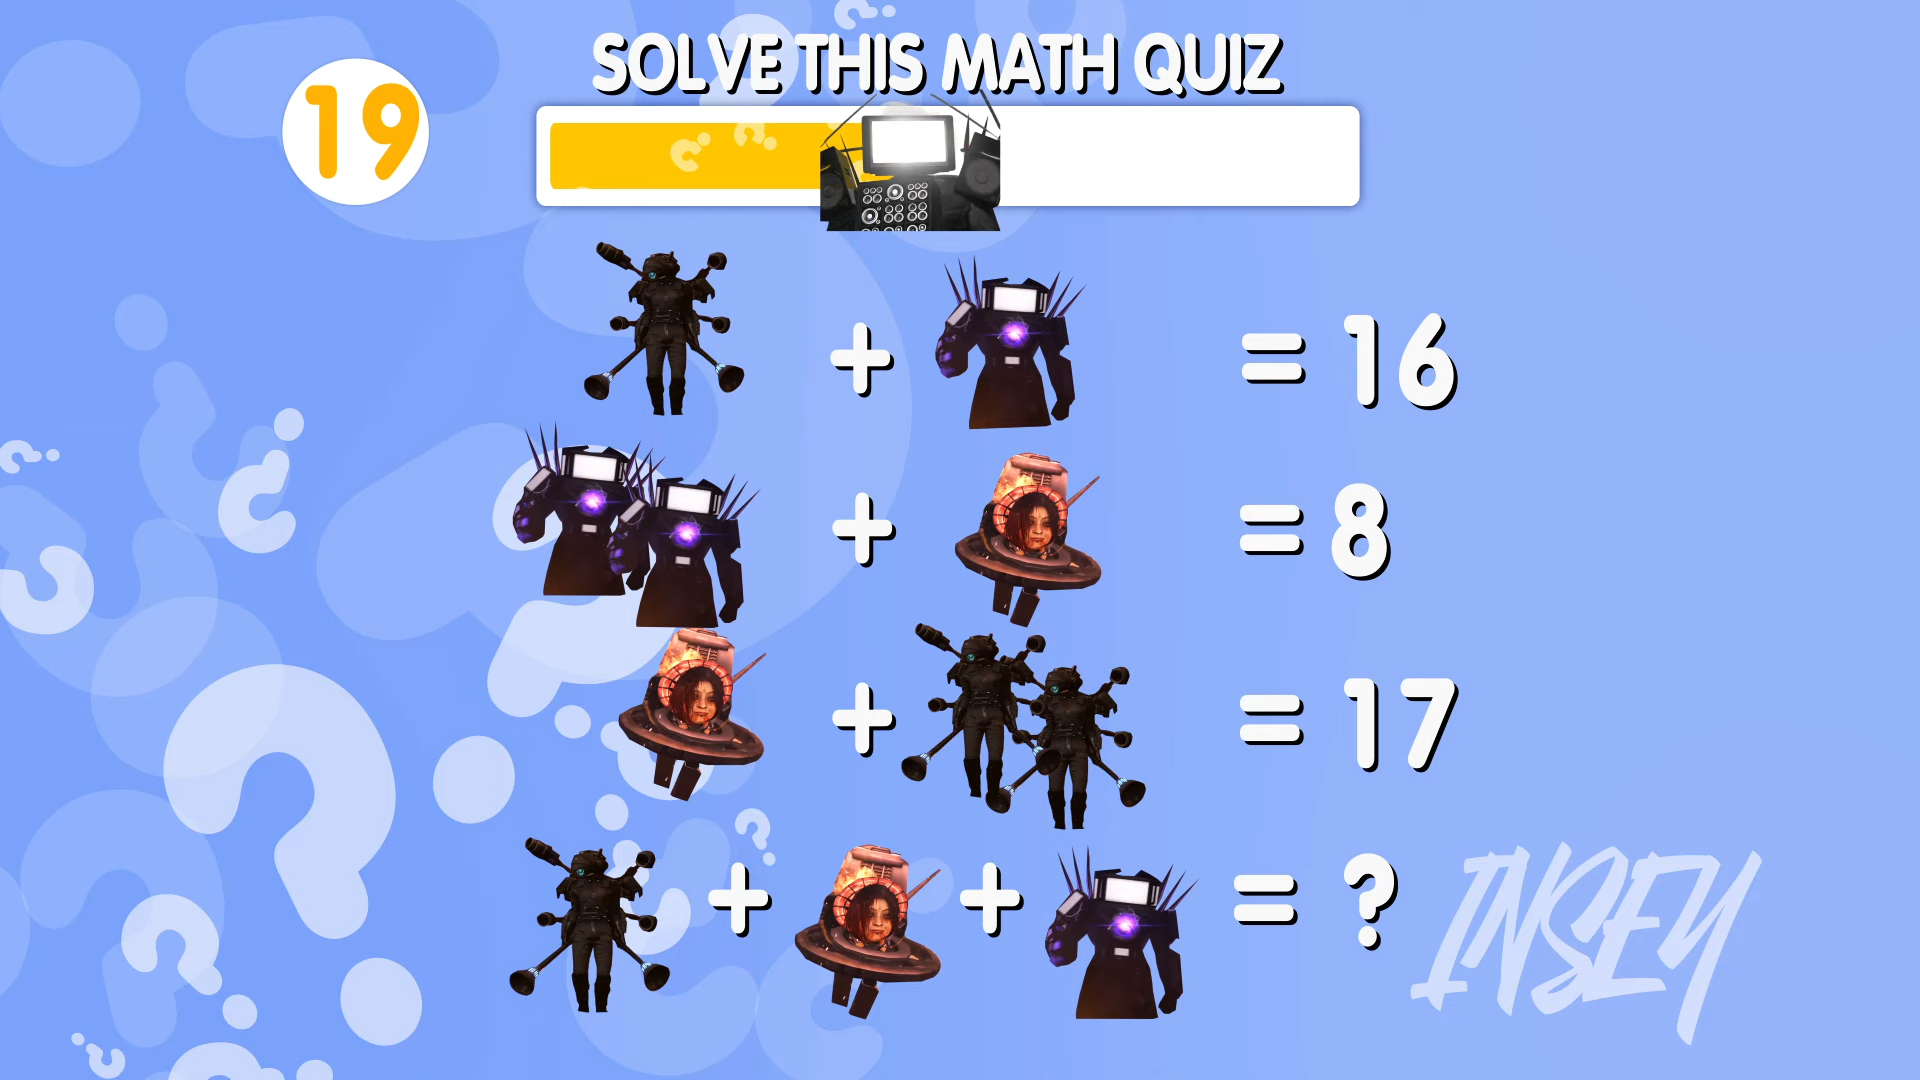 SOLVE THIS MATH QUIZ
19
+ = 16
+ = 8
+ = 17
+ + = ?
INSEY